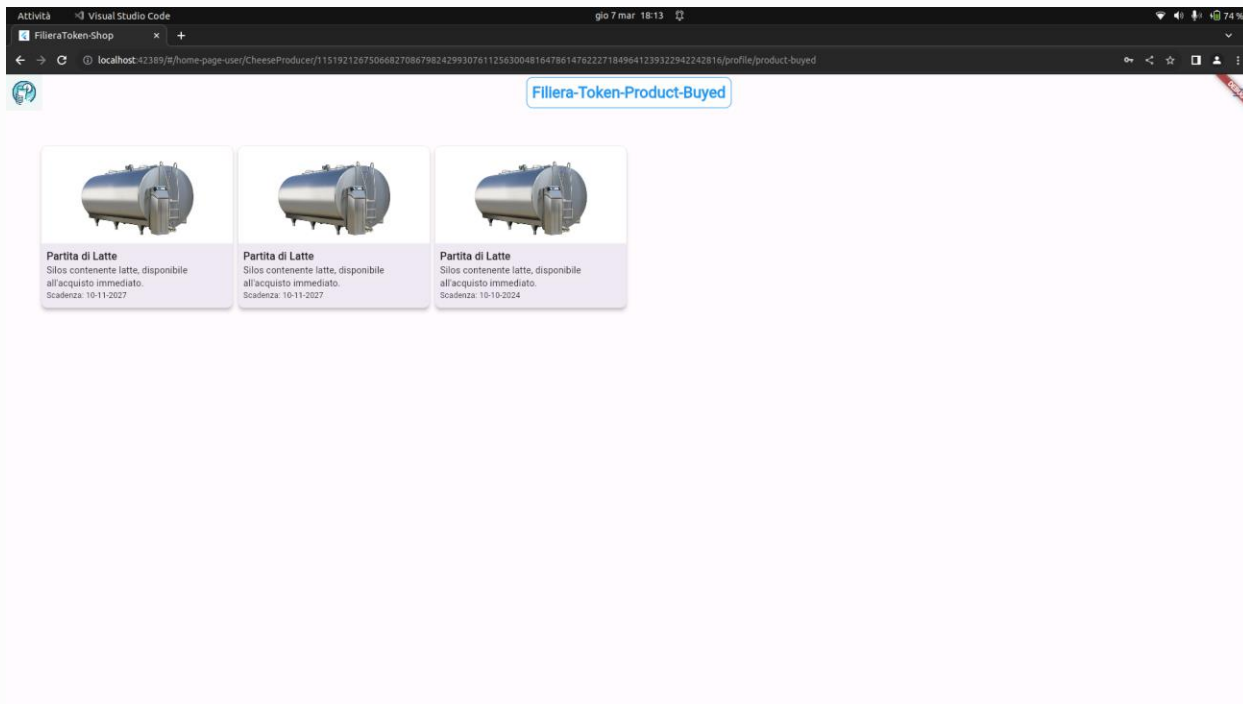 Attività Visual Studio Code gio 7 mar 18:13 74 %
FilieraToken-Shop
localhost:42389/#/home-page-user/CheeseProducer/115192126750668270867982429930761125630048164786147622271849641239322942242816/profile/product-buyed
Filiera-Token-Product-Buyed
Partita di Latte
Silos contenente latte, disponibile
all'acquisto immediato.
Scadenza: 10-11-2027
Partita di Latte
Silos contenente latte, disponibile
all'acquisto immediato.
Scadenza: 10-11-2027
Partita di Latte
Silos contenente latte, disponibile
all'acquisto immediato.
Scadenza: 10-10-2024